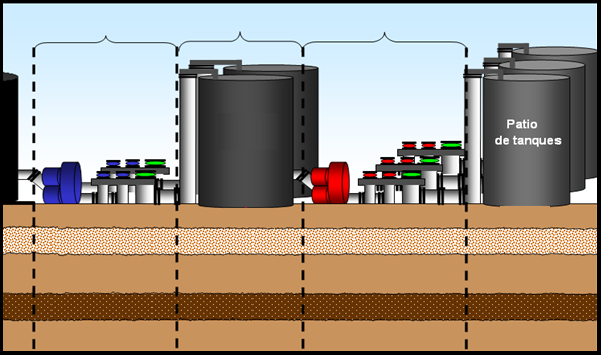 Patio
de tanques